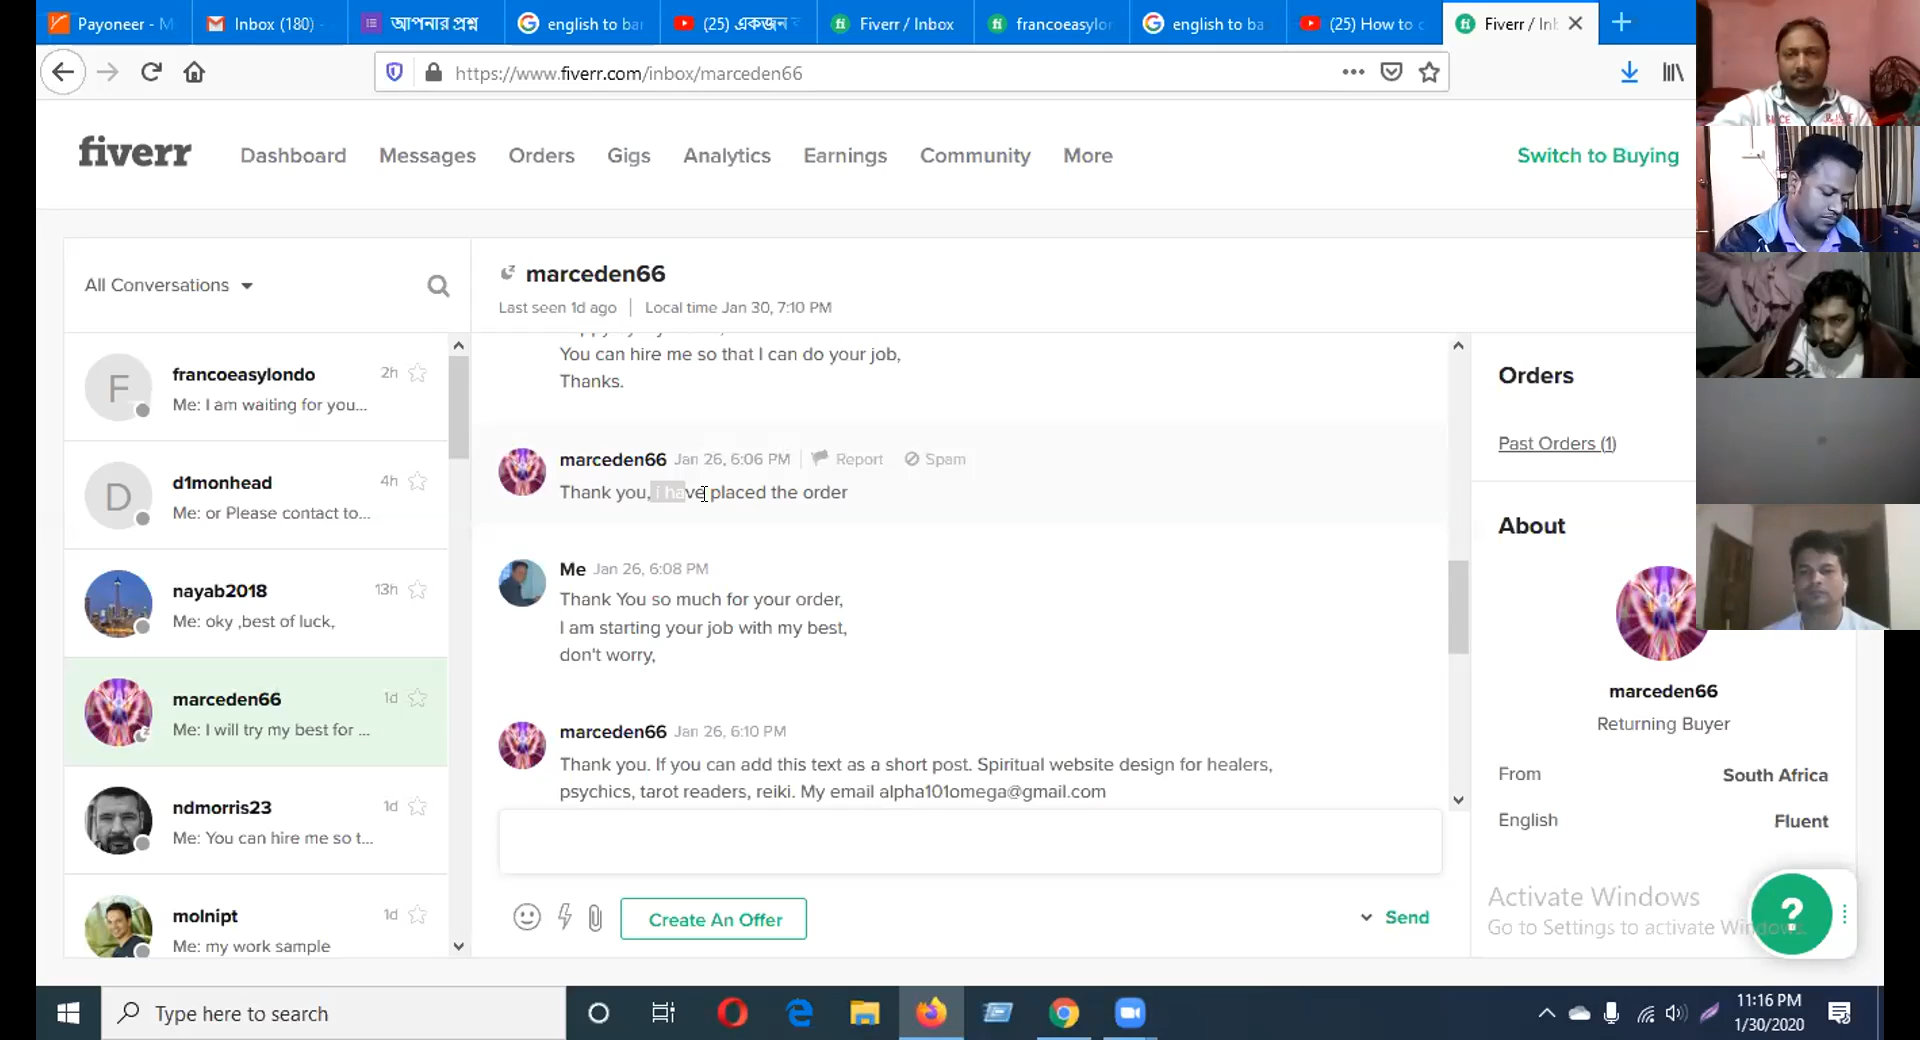 Payoneer - M
Inbox (180) -
আপনার প্রশ্ন
english to ba
(25) একজন
Fiverr / Inbox
francoeasylo
english to ba
(25) How to c
Fiverr / Inb
https://www.fiverr.com/inbox/marceden66
fiverr
Dashboard
Messages
Orders
Gigs
Analytics
Earnings
Community
More
Switch to Buying
All Conversations
francoeasylondo
2h
Me: I am waiting for you...
d1monhead
4h
Me: or Please contact to...
nayab2018
13h
Me: oky ,best of luck,
marceden66
1d
Me: I will try my best for ...
ndmorris23
1d
Me: You can hire me so t...
molnipt
1d
Me: my work sample
marceden66
Last seen 1d ago
Local time Jan 30, 7:10 PM
You can hire me so that I can do your job,
Thanks.
marceden66 Jan 26, 6:06 PM Report Spam
Thank you, i have placed the order
Me Jan 26, 6:08 PM
Thank You so much for your order,
I am starting your job with my best,
don't worry,
marceden66 Jan 26, 6:10 PM
Thank you. If you can add this text as a short post. Spiritual website design for healers,
psychics, tarot readers, reiki. My email alpha101omega@gmail.com
Create An Offer
Send
Orders
Past Orders (1)
About
marceden66
Returning Buyer
From
South Africa
English
Fluent
Activate Windows
Go to Settings to activate Windows.
?
F
D
Type here to search
11:16 PM
1/30/2020